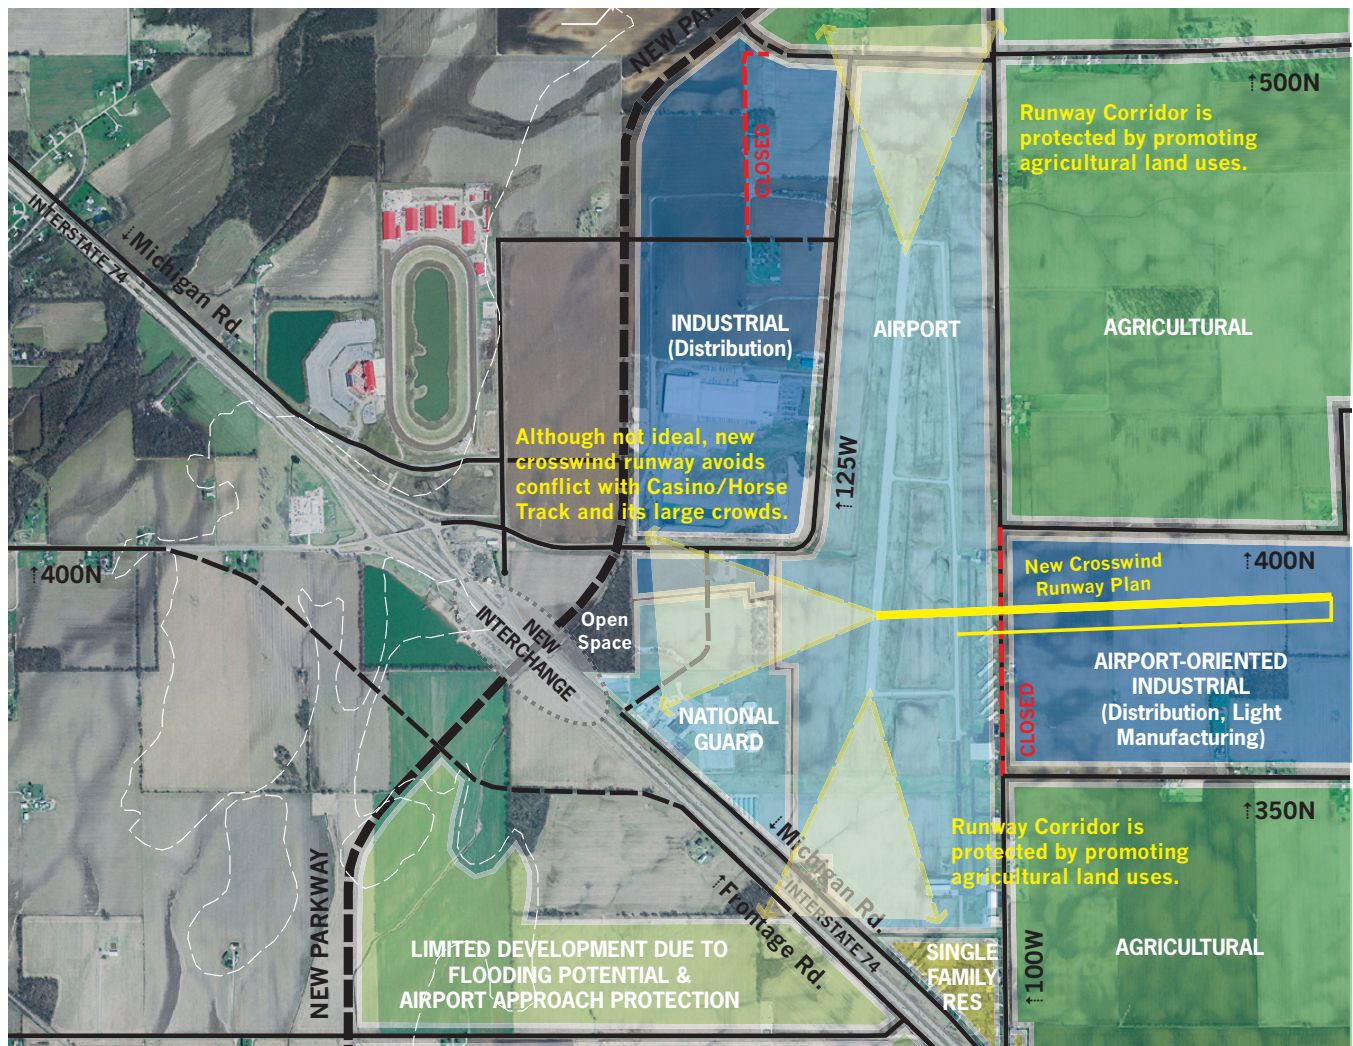 NEW PAR
↑500N
Runway Corridor is
protected by promoting
agricultural land uses.
CLOSED
INTERSTATE 74
↓Michigan Rd.
INDUSTRIAL
(Distribution)
AIRPORT
AGRICULTURAL
Although not ideal, new
crosswind runway avoids
conflict with Casino/Horse
Track and its large crowds.
↑125W
↑400N
New Crosswind
Runway Plan
↑400N
Open
Space
NEW
INTERCHANGE
AIRPORT-ORIENTED
INDUSTRIAL
(Distribution, Light
Manufacturing)
CLOSED
NATIONAL
GUARD
↑350N
Runway Corridor is
protected by promoting
agricultural land uses.
↓Michigan Rd.
INTERSTATE 74
↑Frontage Rd.
NEW PARKWAY
LIMITED DEVELOPMENT DUE TO
FLOODING POTENTIAL &
AIRPORT APPROACH PROTECTION
SINGLE
FAMILY
RES
↑100W
AGRICULTURAL